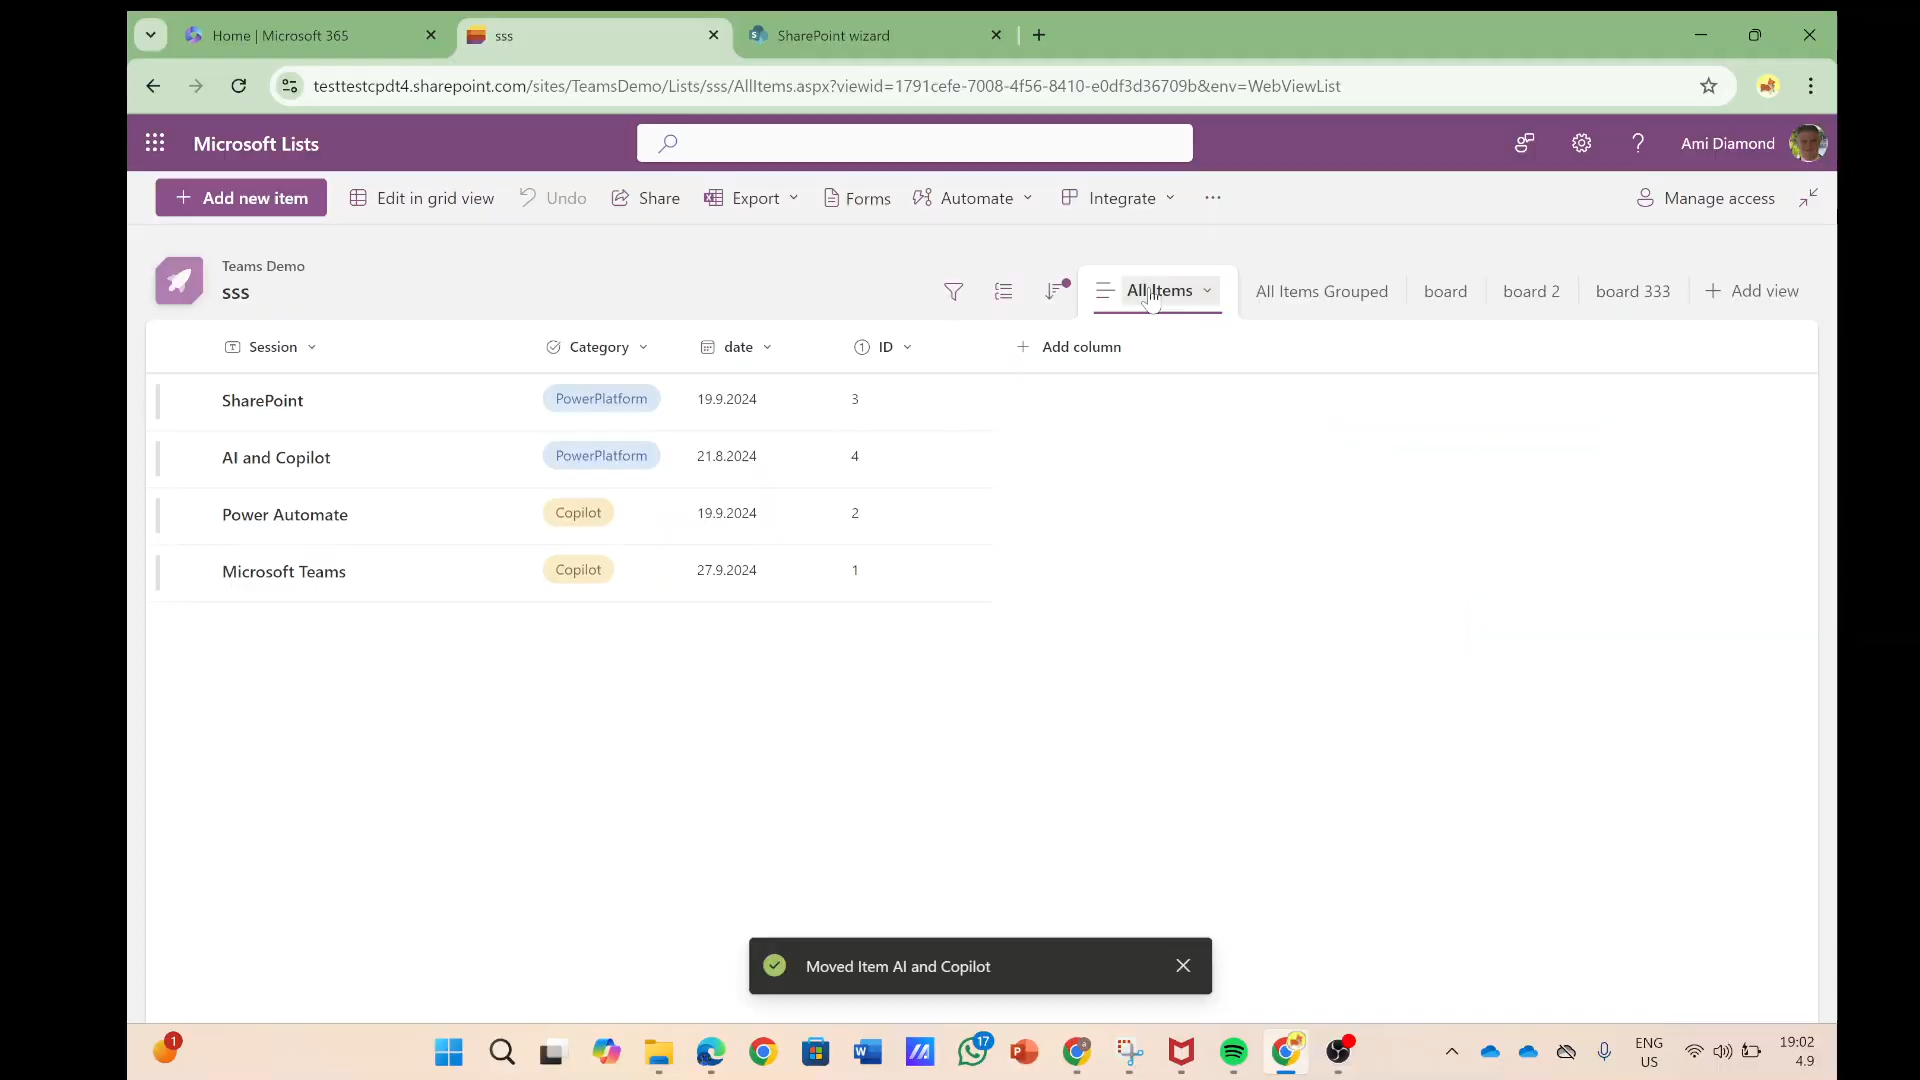 Home | Microsoft 365
sss
SharePoint wizard
testtestcpdt4.sharepoint.com/sites/TeamsDemo/Lists/sss/AllItems.aspx?viewid=1791cefe-7008-4f56-8410-e0df3d36709b&env=WebViewList
Microsoft Lists
Ami Diamond
Add new item
Edit in grid view
Undo
Share
Export
Forms
Automate
Integrate
Manage access
Teams Demo
sss
All Items
All Items Grouped
board
board 2
board 333
Add view
Session
Category
date
ID
Add column
SharePoint PowerPlatform 19.9.2024 3
AI and Copilot PowerPlatform 21.8.2024 4
Power Automate Copilot 19.9.2024 2
Microsoft Teams Copilot 27.9.2024 1
Moved Item AI and Copilot
1
17
ENG
US
19:02
4.9